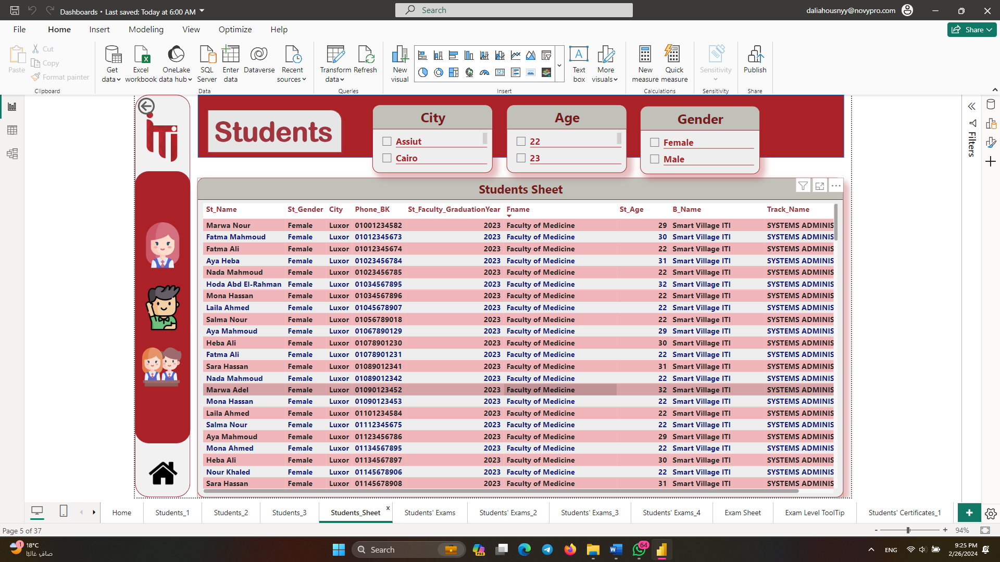 Dashboards • Last saved: Today at 6:00 AM
Search
daliahousnyy@novypro.com
File Home Insert Modeling View Optimize Help
Share
Paste
Cut
Copy
Format painter
Clipboard
Get data
Excel workbook
OneLake data hub
SQL Server
Enter data
Dataverse
Recent sources
Data
Transform data
Refresh
Queries
New visual
Text box
More visuals
Insert
New measure
Quick measure
Calculations
Sensitivity
Sensitivity
Publish
Share
iTi
Students
City
Assiut
Cairo
Age
22
23
Gender
Female
Male
Filters
Students Sheet
St_Name St_Gender City Phone_BK St_Faculty_GraduationYear Fname St_Age B_Name Track_Name
Marwa Nour Female Luxor 01001234582 2023 Faculty of Medicine 29 Smart Village ITI SYSTEMS ADMINIS
Fatma Mahmoud Female Luxor 01012345673 2023 Faculty of Medicine 30 Smart Village ITI SYSTEMS ADMINIS
Fatma Ali Female Luxor 01012345674 2023 Faculty of Medicine 22 Smart Village ITI SYSTEMS ADMINIS
Aya Heba Female Luxor 01023456784 2023 Faculty of Medicine 31 Smart Village ITI SYSTEMS ADMINIS
Nada Mahmoud Female Luxor 01023456785 2023 Faculty of Medicine 22 Smart Village ITI SYSTEMS ADMINIS
Hoda Abd El-Rahman Female Luxor 01034567895 2023 Faculty of Medicine 32 Smart Village ITI SYSTEMS ADMINIS
Mona Hassan Female Luxor 01034567896 2023 Faculty of Medicine 22 Smart Village ITI SYSTEMS ADMINIS
Laila Ahmed Female Luxor 01045678907 2023 Faculty of Medicine 22 Smart Village ITI SYSTEMS ADMINIS
Salma Nour Female Luxor 01056789018 2023 Faculty of Medicine 22 Smart Village ITI SYSTEMS ADMINIS
Aya Mahmoud Female Luxor 01067890129 2023 Faculty of Medicine 29 Smart Village ITI SYSTEMS ADMINIS
Heba Ali Female Luxor 01078901230 2023 Faculty of Medicine 30 Smart Village ITI SYSTEMS ADMINIS
Fatma Ali Female Luxor 01078901231 2023 Faculty of Medicine 22 Smart Village ITI SYSTEMS ADMINIS
Sara Hassan Female Luxor 01089012341 2023 Faculty of Medicine 31 Smart Village ITI SYSTEMS ADMINIS
Nada Mahmoud Female Luxor 01089012342 2023 Faculty of Medicine 22 Smart Village ITI SYSTEMS ADMINIS
Marwa Adel Female Luxor 01090123452 2023 Faculty of Medicine 32 Smart Village ITI SYSTEMS ADMINIS
Mona Hassan Female Luxor 01090123453 2023 Faculty of Medicine 22 Smart Village ITI SYSTEMS ADMINIS
Laila Ahmed Female Luxor 01101234584 2023 Faculty of Medicine 22 Smart Village ITI SYSTEMS ADMINIS
Salma Nour Female Luxor 01112345675 2023 Faculty of Medicine 22 Smart Village ITI SYSTEMS ADMINIS
Aya Mahmoud Female Luxor 01123456786 2023 Faculty of Medicine 29 Smart Village ITI SYSTEMS ADMINIS
Mona Ahmed Female Luxor 01134567895 2023 Faculty of Medicine 22 Smart Village ITI SYSTEMS ADMINIS
Heba Ali Female Luxor 01134567897 2023 Faculty of Medicine 30 Smart Village ITI SYSTEMS ADMINIS
Nour Khaled Female Luxor 01145678906 2023 Faculty of Medicine 22 Smart Village ITI SYSTEMS ADMINIS
Sara Hassan Female Luxor 01145678908 2023 Faculty of Medicine 31 Smart Village ITI SYSTEMS ADMINIS
Home Students_1 Students_2 Students_3 Students_Sheet x Students' Exams Students' Exams_2 Students' Exams_3 Students' Exams_4 Exam Sheet Exam Level ToolTip Students' Certificates_1
Page 5 of 37
- + 94%
1
18°C
صافٍ غالبًا
Search
PRE
64
ENG
9:25 PM
2/26/2024